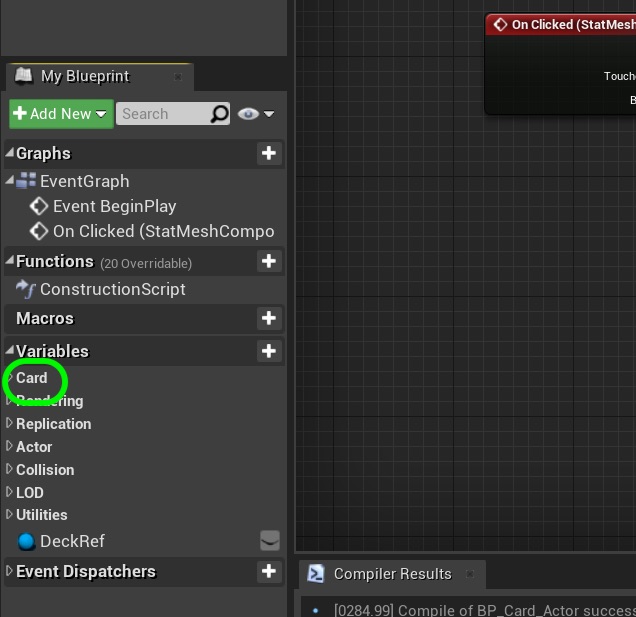 On Clicked (StatMesh
My Blueprint
Add New
Search
Graphs
EventGraph
Event BeginPlay
On Clicked (StatMeshCompo
Functions (20 Overridable)
ConstructionScript
Macros
Variables
Card
Rendering
Replication
Actor
Collision
LOD
Utilities
DeckRef
Event Dispatchers
Touch
B
Compiler Results
[0284.99] Compile of BP_Card_Actor success